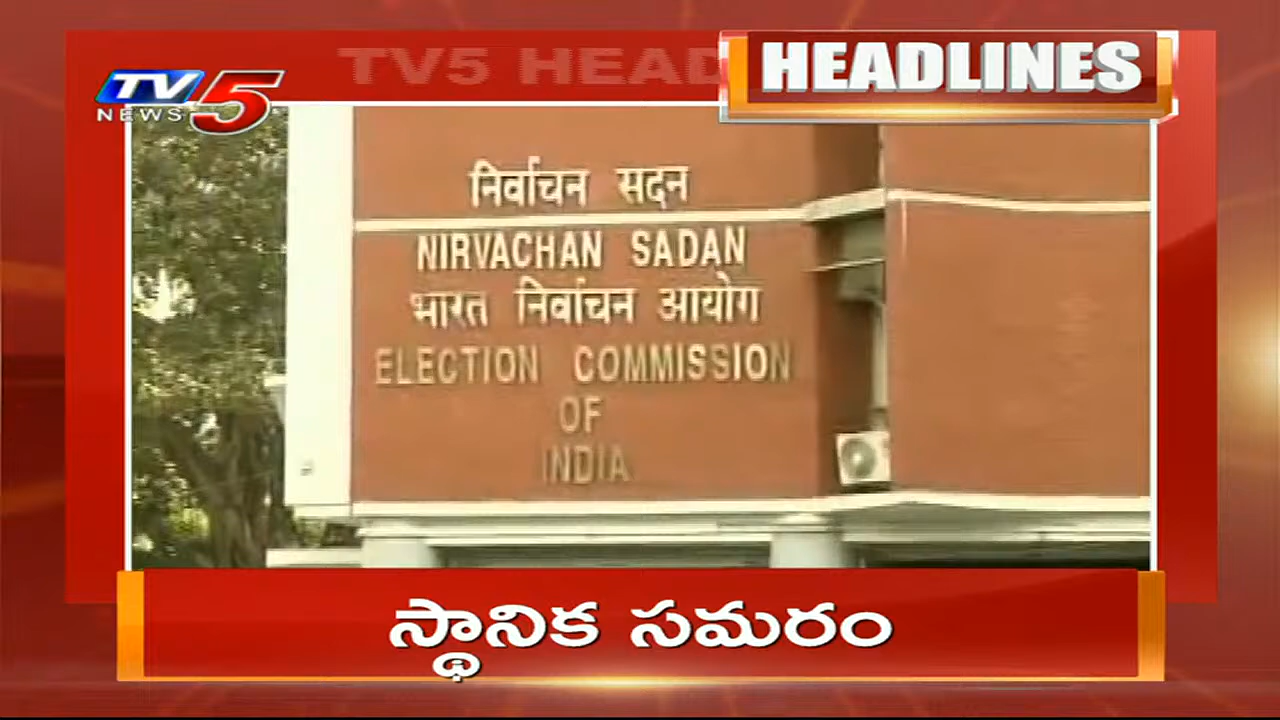 TV5 HEAD
HEADLINES
TV5
NEWS
निर्वाचन सदन
NIRVACHAN SADAN
भारत निर्वाचन आयोग
ELECTION COMMISSION
OF
INDIA
స్థానిక సమరం